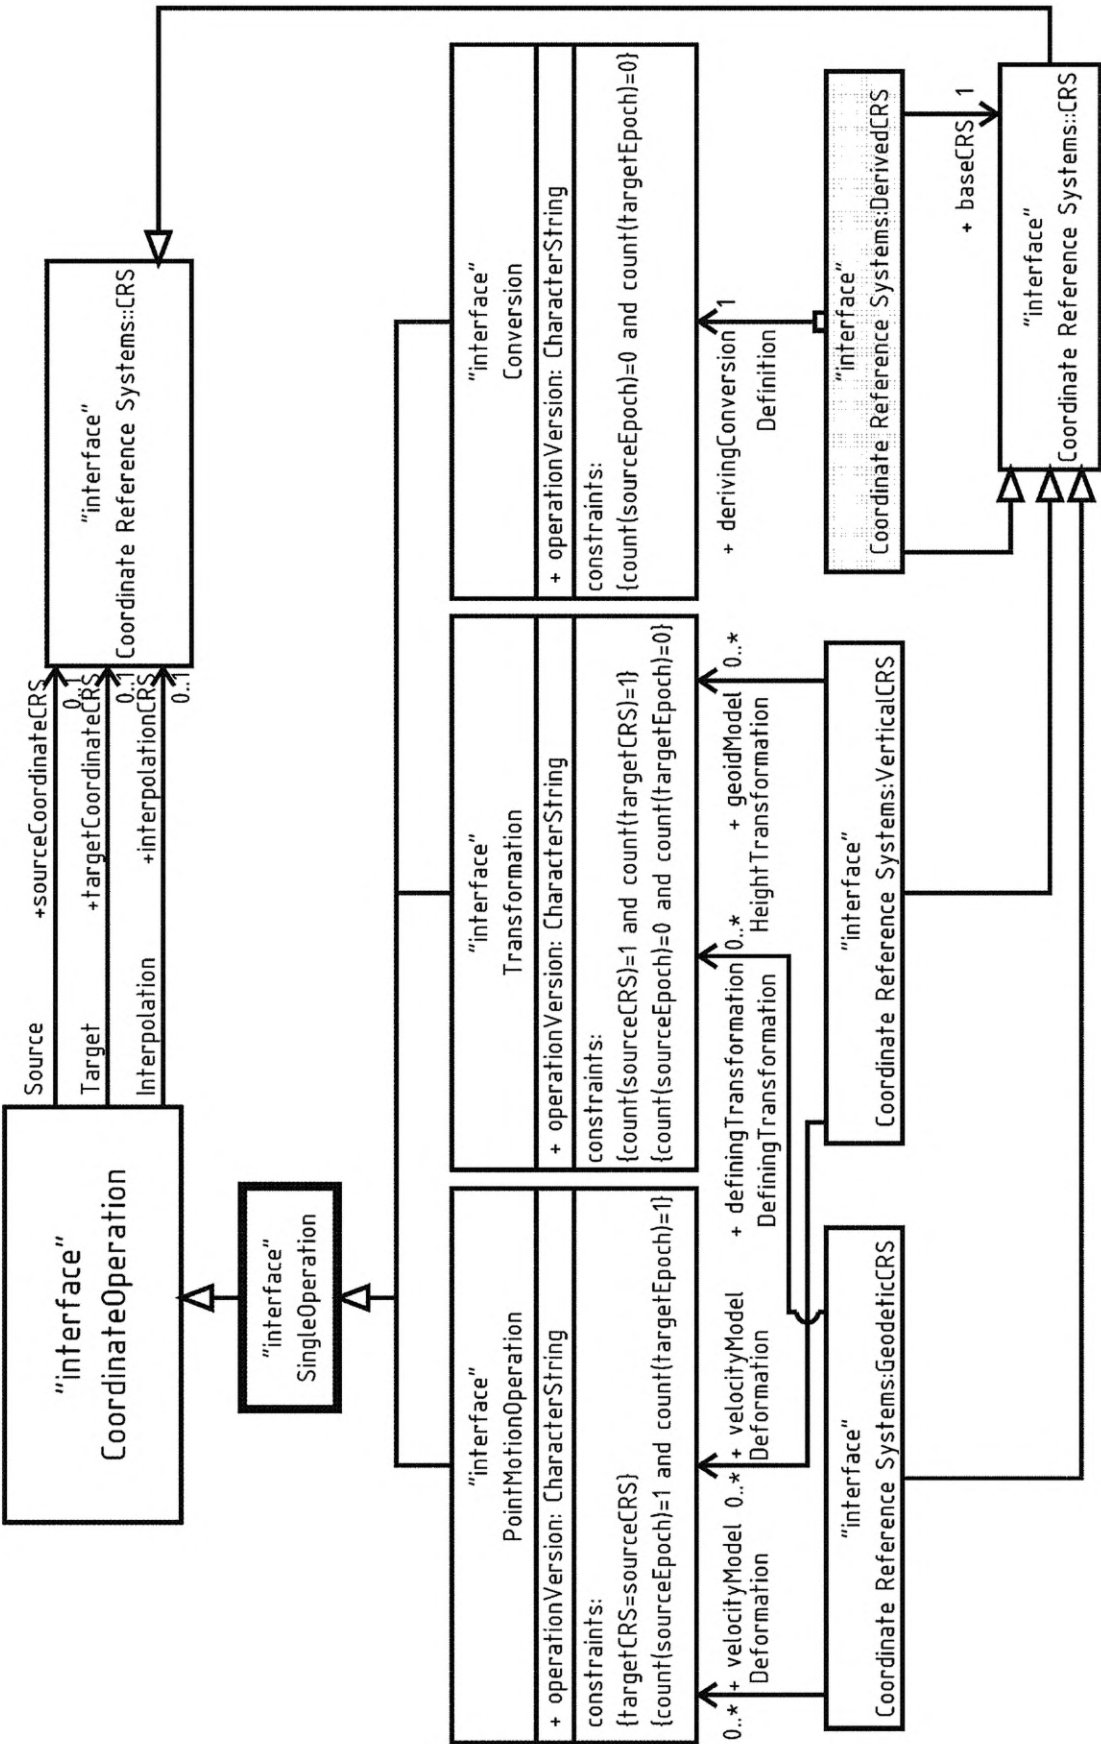 "interface"
CoordinateOperation
Source
+sourceCoordinateCRS
0..1
Target
+targetCoordinateCRS
0..1
Interpolation
+interpolationCRS
0..1
"interface"
Coordinate Reference Systems::CRS
"interface"
SingleOperation
"interface"
PointMotionOperation
+ operationVersion: CharacterString
constraints:
{targetCRS=sourceCRS}
{count(sourceEpoch)=1 and count(targetEpoch)=1}
"interface"
Transformation
+ operationVersion: CharacterString
constraints:
{count(sourceCRS)=1 and count(targetCRS)=1}
{count(sourceEpoch)=0 and count(targetEpoch)=0}
"interface"
Conversion
+ operationVersion: CharacterString
constraints:
{count(sourceEpoch)=0 and count(targetEpoch)=0}
0..* + velocityModel
Deformation
0..* + velocityModel
Deformation
+ definingTransformation 0..*
DefiningTransformation
+ geoidModel 0..*
HeightTransformation
+ derivingConversion 1
Definition
"interface"
Coordinate Reference Systems:GeodeticCRS
"interface"
Coordinate Reference Systems:VerticalCRS
"interface"
Coordinate Reference Systems:DerivedCRS
+ baseCRS 1
"interface"
Coordinate Reference Systems::CRS